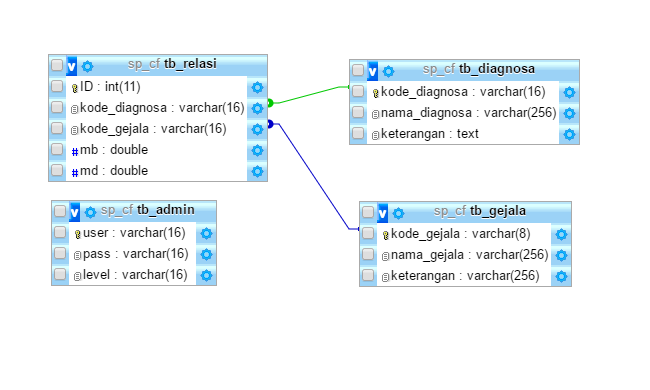 sp_cf tb_relasi
ID : int(11)
kode_diagnosa : varchar(16)
kode_gejala : varchar(16)
# mb : double
# md : double
sp_cf tb_diagnosa
kode_diagnosa : varchar(16)
nama_diagnosa : varchar(256)
keterangan : text
sp_cf tb_admin
user : varchar(16)
pass : varchar(16)
level : varchar(16)
sp_cf tb_gejala
kode_gejala : varchar(8)
nama_gejala : varchar(256)
keterangan : varchar(256)